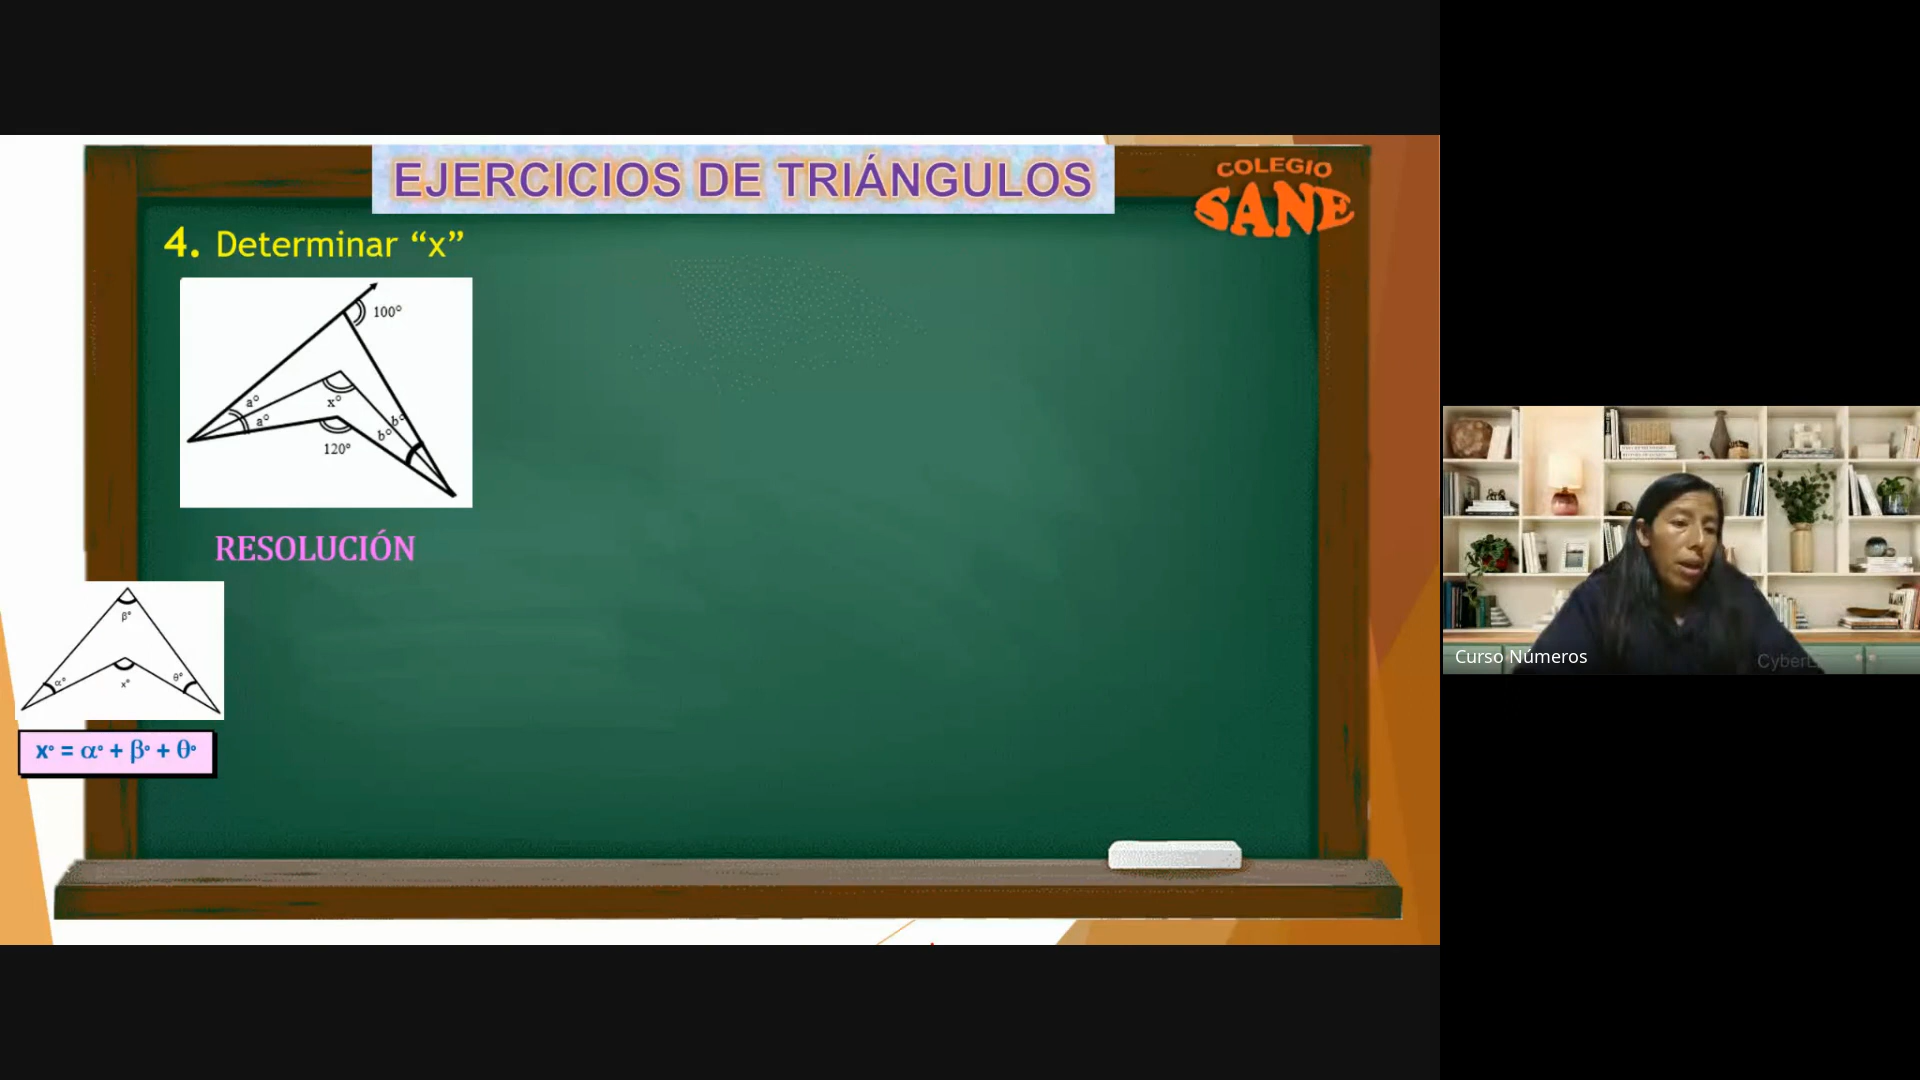 EJERCICIOS DE TRIÁNGULOS
COLEGIO
SANE
4. Determinar “x”
100°
a°
a°
x°
b°
b°
120°
RESOLUCIÓN
β°
α°
x°
θ°
x° = α° + β° + θ°
Curso Números